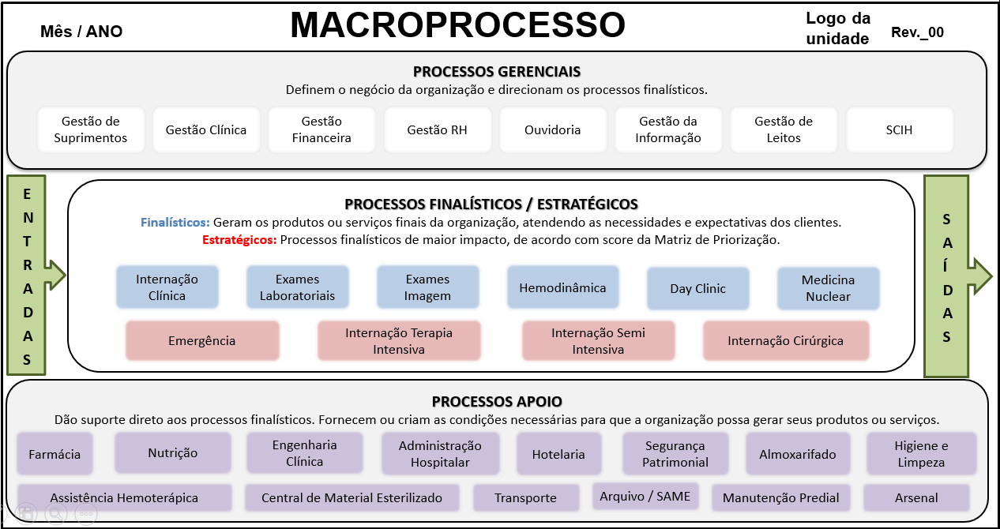 Mês / ANO
MACROPROCESSO
Logo da
unidade
Rev._00
PROCESSOS GERENCIAIS
Definem o negócio da organização e direcionam os processos finalísticos.
Gestão de
Suprimentos
Gestão Clínica
Gestão
Financeira
Gestão RH
Ouvidoria
Gestão da
Informação
Gestão de
Leitos
SCIH
E
N
T
R
A
D
A
S
PROCESSOS FINALÍSTICOS / ESTRATÉGICOS
Finalísticos: Geram os produtos ou serviços finais da organização, atendendo as necessidades e expectativas dos clientes.
Estratégicos: Processos finalísticos de maior impacto, de acordo com score da Matriz de Priorização.
Internação
Clínica
Exames
Laboratoriais
Exames
Imagem
Hemodinâmica
Day Clinic
Medicina
Nuclear
Emergência
Internação Terapia
Intensiva
Internação Semi
Intensiva
Internação Cirúrgica
S
A
Í
D
A
S
PROCESSOS APOIO
Dão suporte direto aos processos finalísticos. Fornecem ou criam as condições necessárias para que a organização possa gerar seus produtos ou serviços.
Farmácia
Nutrição
Engenharia
Clínica
Administração
Hospitalar
Hotelaria
Segurança
Patrimonial
Almoxarifado
Higiene e
Limpeza
Assistência Hemoterápica
Central de Material Esterilizado
Transporte
Arquivo / SAME
Manutenção Predial
Arsenal